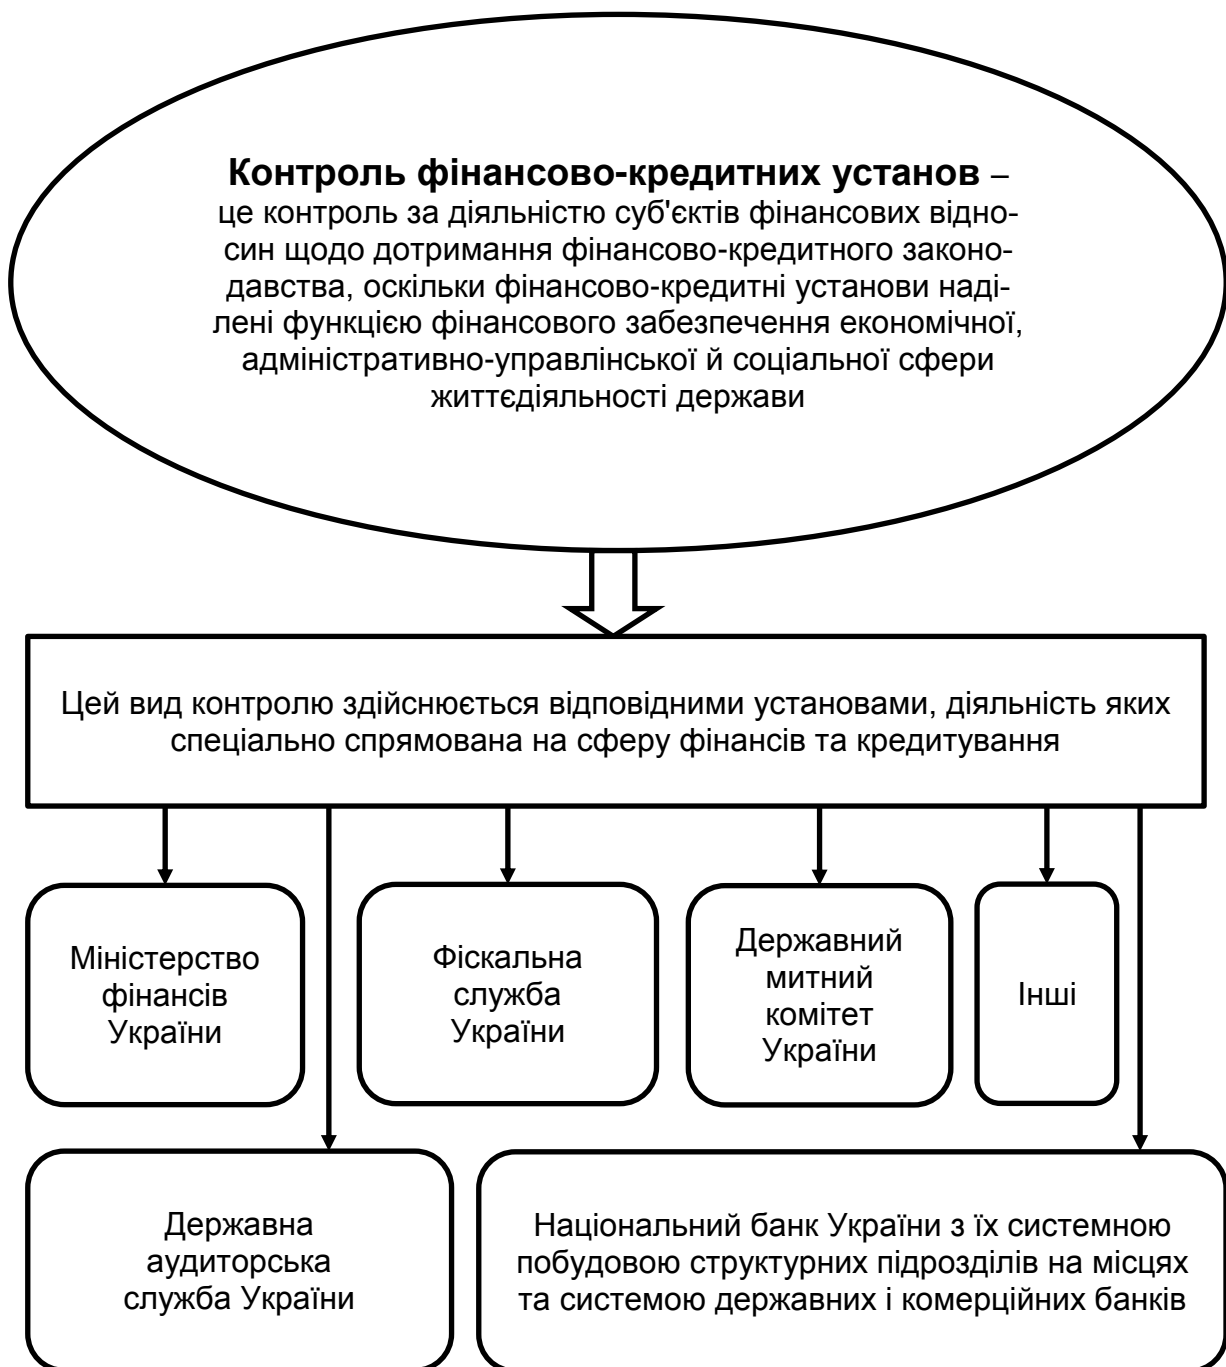 Контроль фінансово-кредитних установ –
це контроль за діяльністю суб'єктів фінансових відно-
син щодо дотримання фінансово-кредитного законо-
давства, оскільки фінансово-кредитні установи наді-
лені функцією фінансового забезпечення економічної,
адміністративно-управлінської й соціальної сфери
життєдіяльності держави
Цей вид контролю здійснюється відповідними установами, діяльність яких
спеціально спрямована на сферу фінансів та кредитування
Міністерство
фінансів
України
Фіскальна
служба
України
Державний
митний
комітет
України
Інші
Державна
аудиторська
служба України
Національний банк України з їх системною
побудовою структурних підрозділів на місцях
та системою державних і комерційних банків